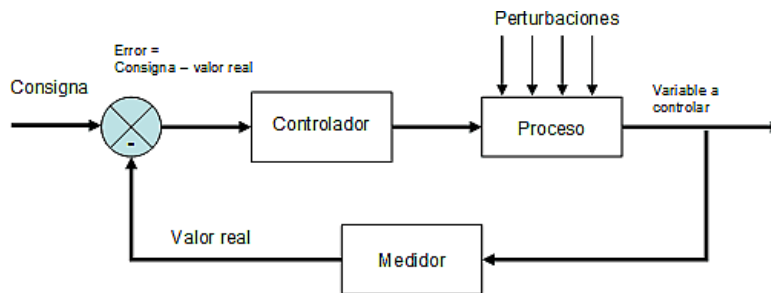 Perturbaciones
Error =
Consigna – valor real
Consigna
Controlador
Proceso
Variable a
controlar
-
Valor real
Medidor